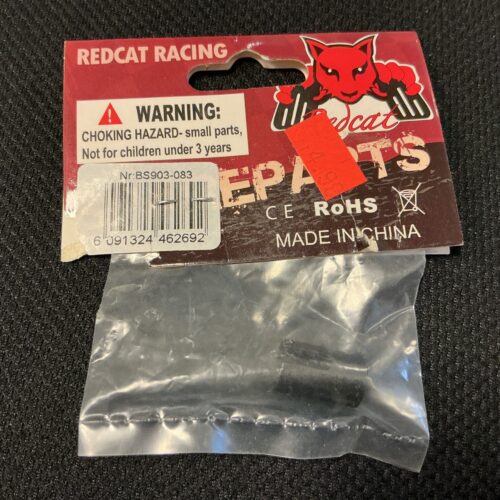 REDCAT RACING
WARNING:
CHOKING HAZARD- small parts,
Not for children under 3 years
Redcat
EPARTS
Nr:BS903-083
CE RoHS
6 091324 462692
MADE IN CHINA